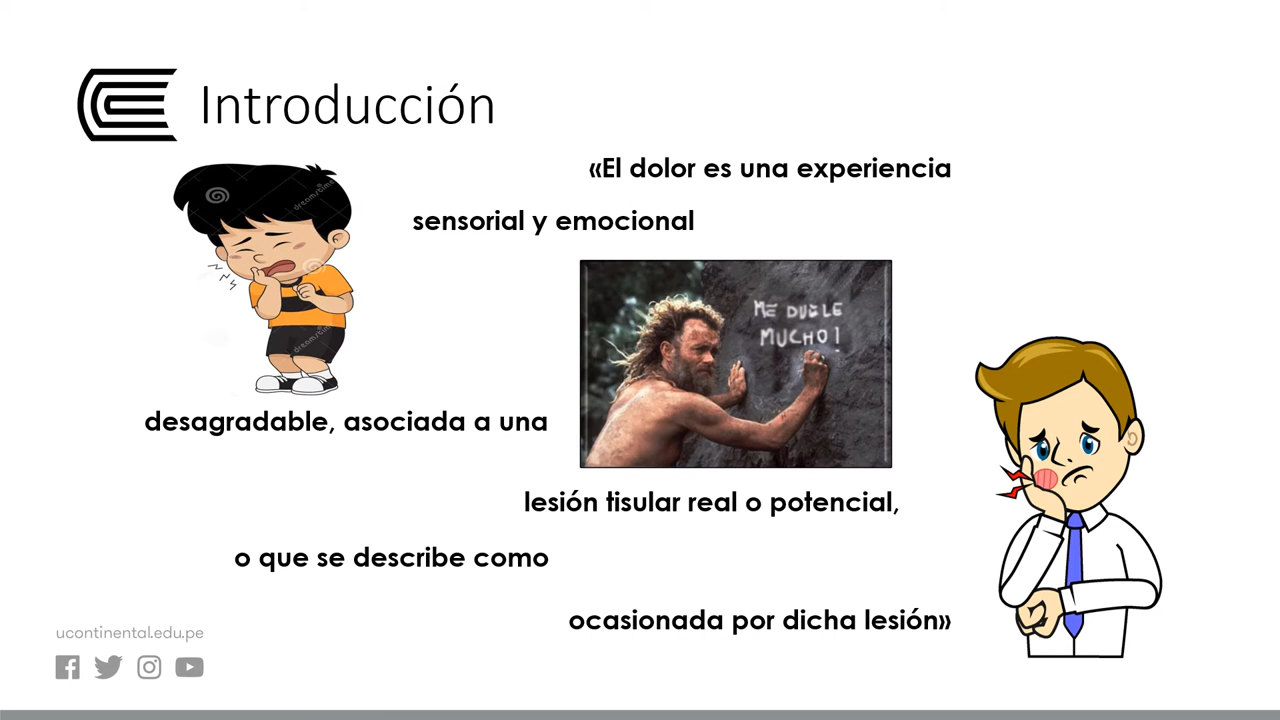 Introducción
«El dolor es una experiencia
sensorial y emocional
ME DUELE
MUCHO!
desagradable, asociada a una
lesión tisular real o potencial,
o que se describe como
ocasionada por dicha lesión»
ucontinental.edu.pe